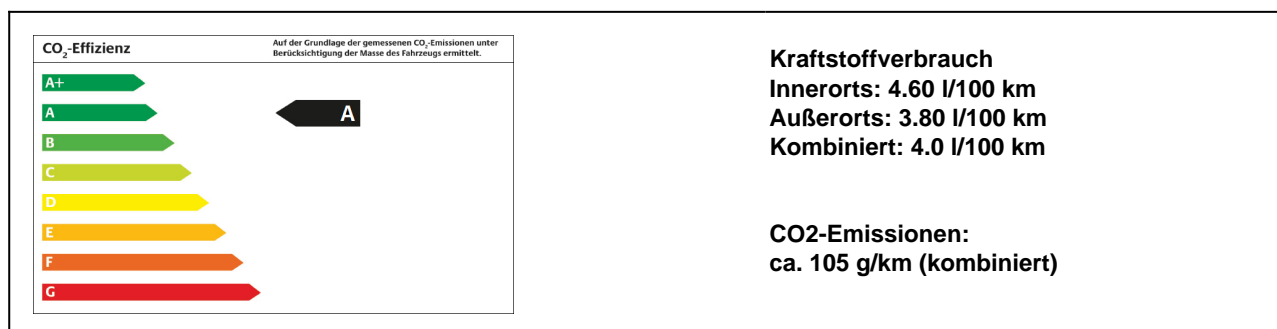 CO2-Effizienz
Auf der Grundlage der gemessenen CO2-Emissionen unter
Berücksichtigung der Masse des Fahrzeugs ermittelt.
A+
A
A
B
C
D
E
F
G
Kraftstoffverbrauch
Innerorts: 4.60 l/100 km
Außerorts: 3.80 l/100 km
Kombiniert: 4.0 l/100 km
CO2-Emissionen:
ca. 105 g/km (kombiniert)